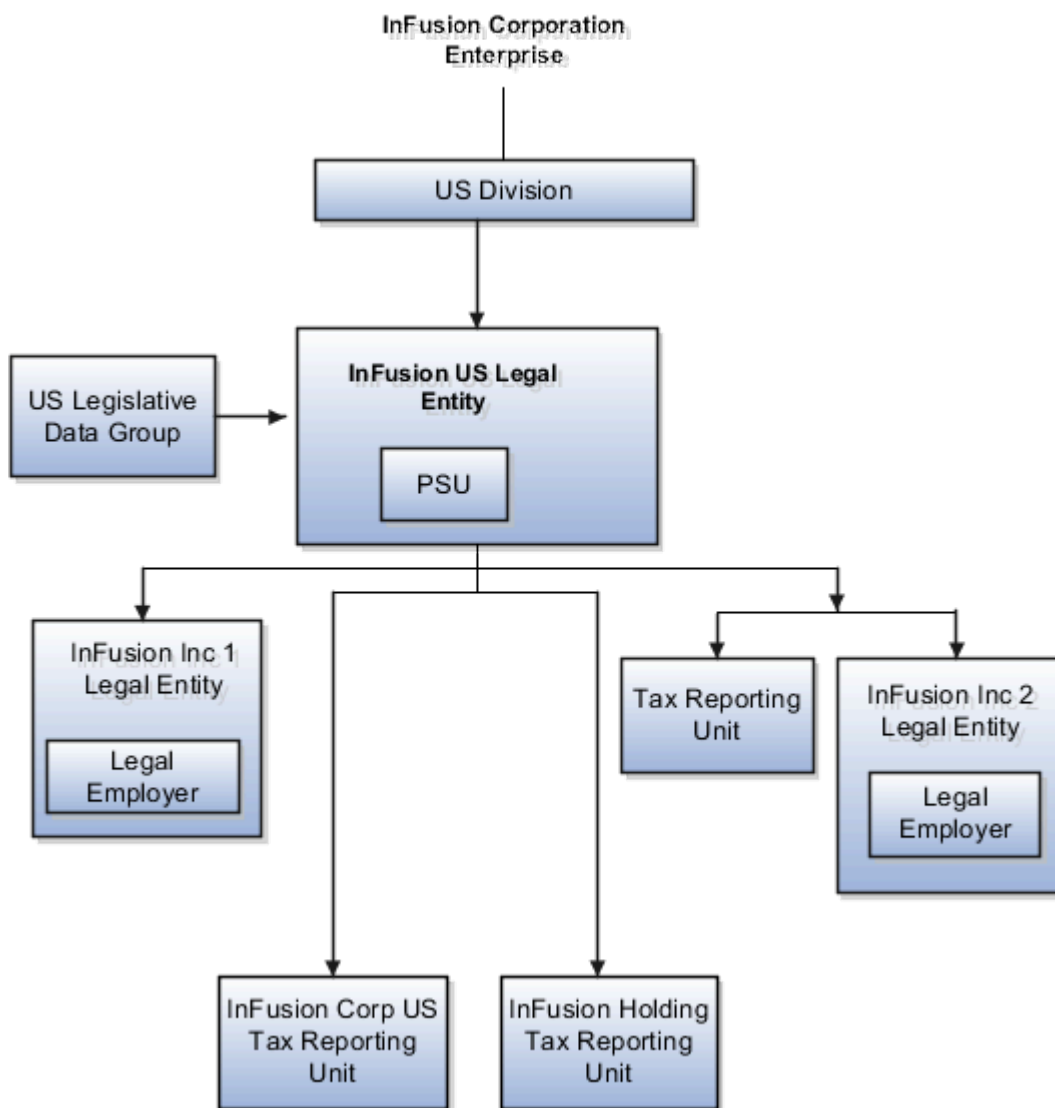 InFusion Corporation
Enterprise
US Division
InFusion US Legal
Entity
US Legislative
Data Group
PSU
InFusion Inc 1
Legal Entity
Legal
Employer
Tax Reporting
Unit
InFusion Inc 2
Legal Entity
Legal
Employer
InFusion Corp US
Tax Reporting
Unit
InFusion Holding
Tax Reporting
Unit